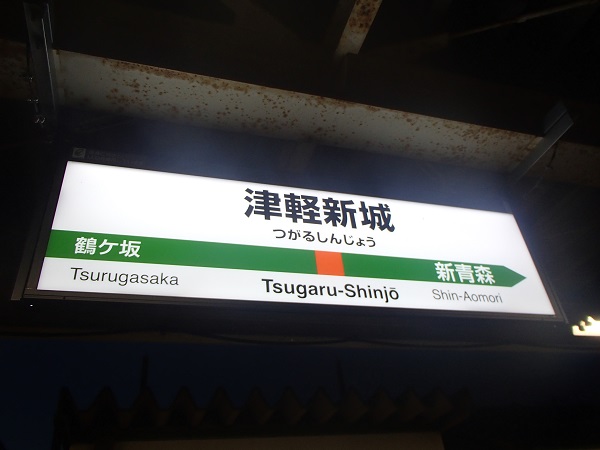 津軽新城
つがるしんじょう
鶴ケ坂
新青森
Tsurugasaka
Tsugaru-Shinjō
Shin-Aomori